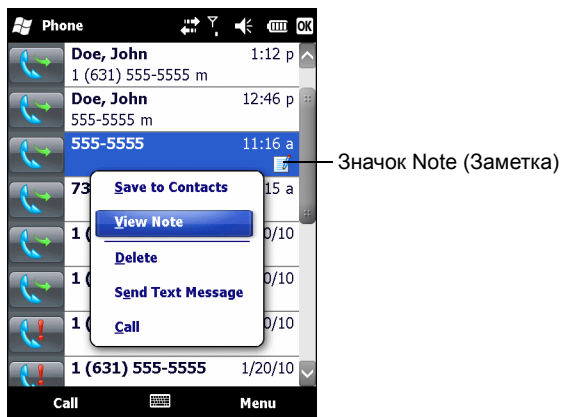 Phone OK
Doe, John 1:12 p
1 (631) 555-5555 m
Doe, John 12:46 p
555-5555 m
555-5555 11:16 a
Значок Note (Заметка)
73 15 a
Save to Contacts
View Note
1 ( 0/10
Delete
1 ( 0/10
Send Text Message
1 ( 0/10
Call
1 (631) 555-5555 1/20/10
Call Menu